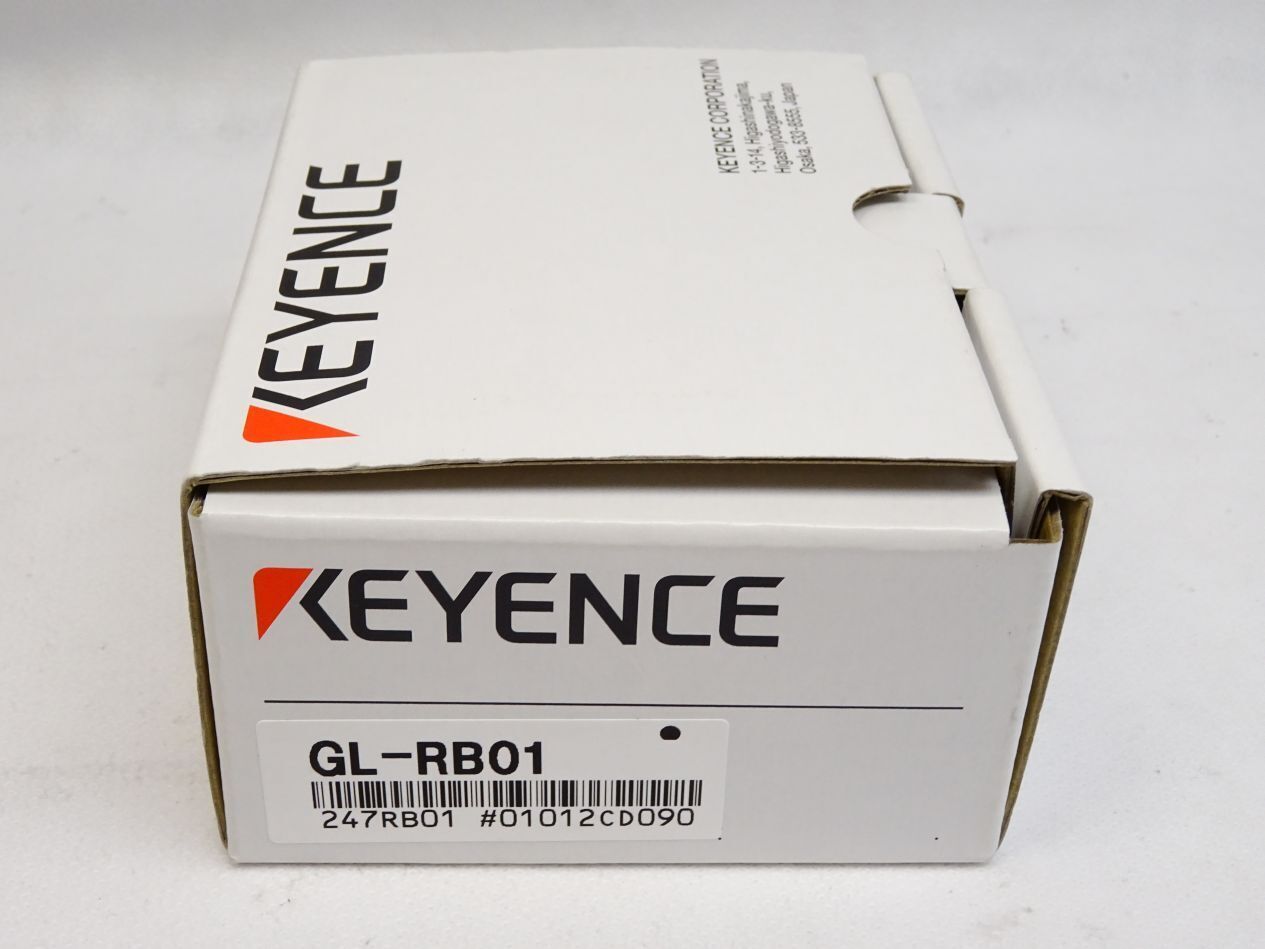 KEYENCE
KEYENCE CORPORATION
1-3-14, Higashinakajima,
Higashiyodogawa-ku,
Osaka, 533-8555, Japan
KEYENCE
GL-RB01
247RB01 #01012CD090